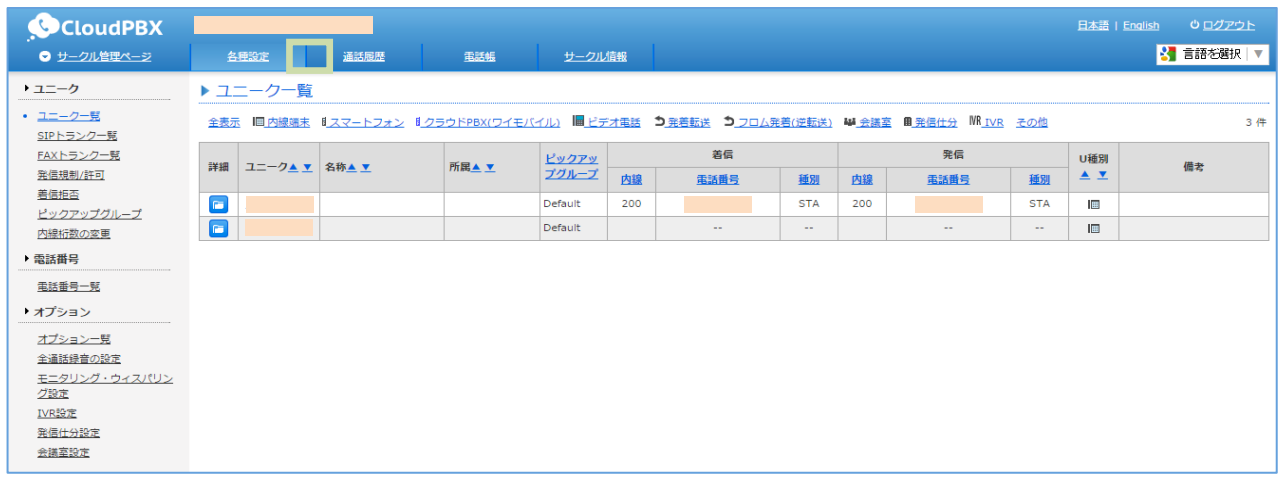 CloudPBX
日本語 | English ログアウト
サークル管理ページ 各種設定 通話履歴 電話帳 サークル情報 言語を選択 ▼
ユニーク
ユニーク一覧
SIPトランク一覧
FAXトランク一覧
発信規制/許可
着信拒否
ピックアップグループ
内線桁数の変更
電話番号
電話番号一覧
オプション
オプション一覧
全通話録音の設定
モニタリング・ウィスパリン
グ設定
IVR設定
発信仕分設定
会議室設定
ユニーク一覧
全表示 内線端末 スマートフォン クラウドPBX(ワイモバイル) ビデオ電話 発着転送 フロム発着(逆転送) 会議室 発信仕分 IVR IVR その他 3 件
詳細 ユニーク▲ ▼ 名称▲ ▼ 所属▲ ▼ ピックアッ
プグループ 着信 発信 U種別
▲ ▼ 備考
内線 電話番号 種別 内線 電話番号 種別
Default 200 STA 200 STA
Default -- -- -- --